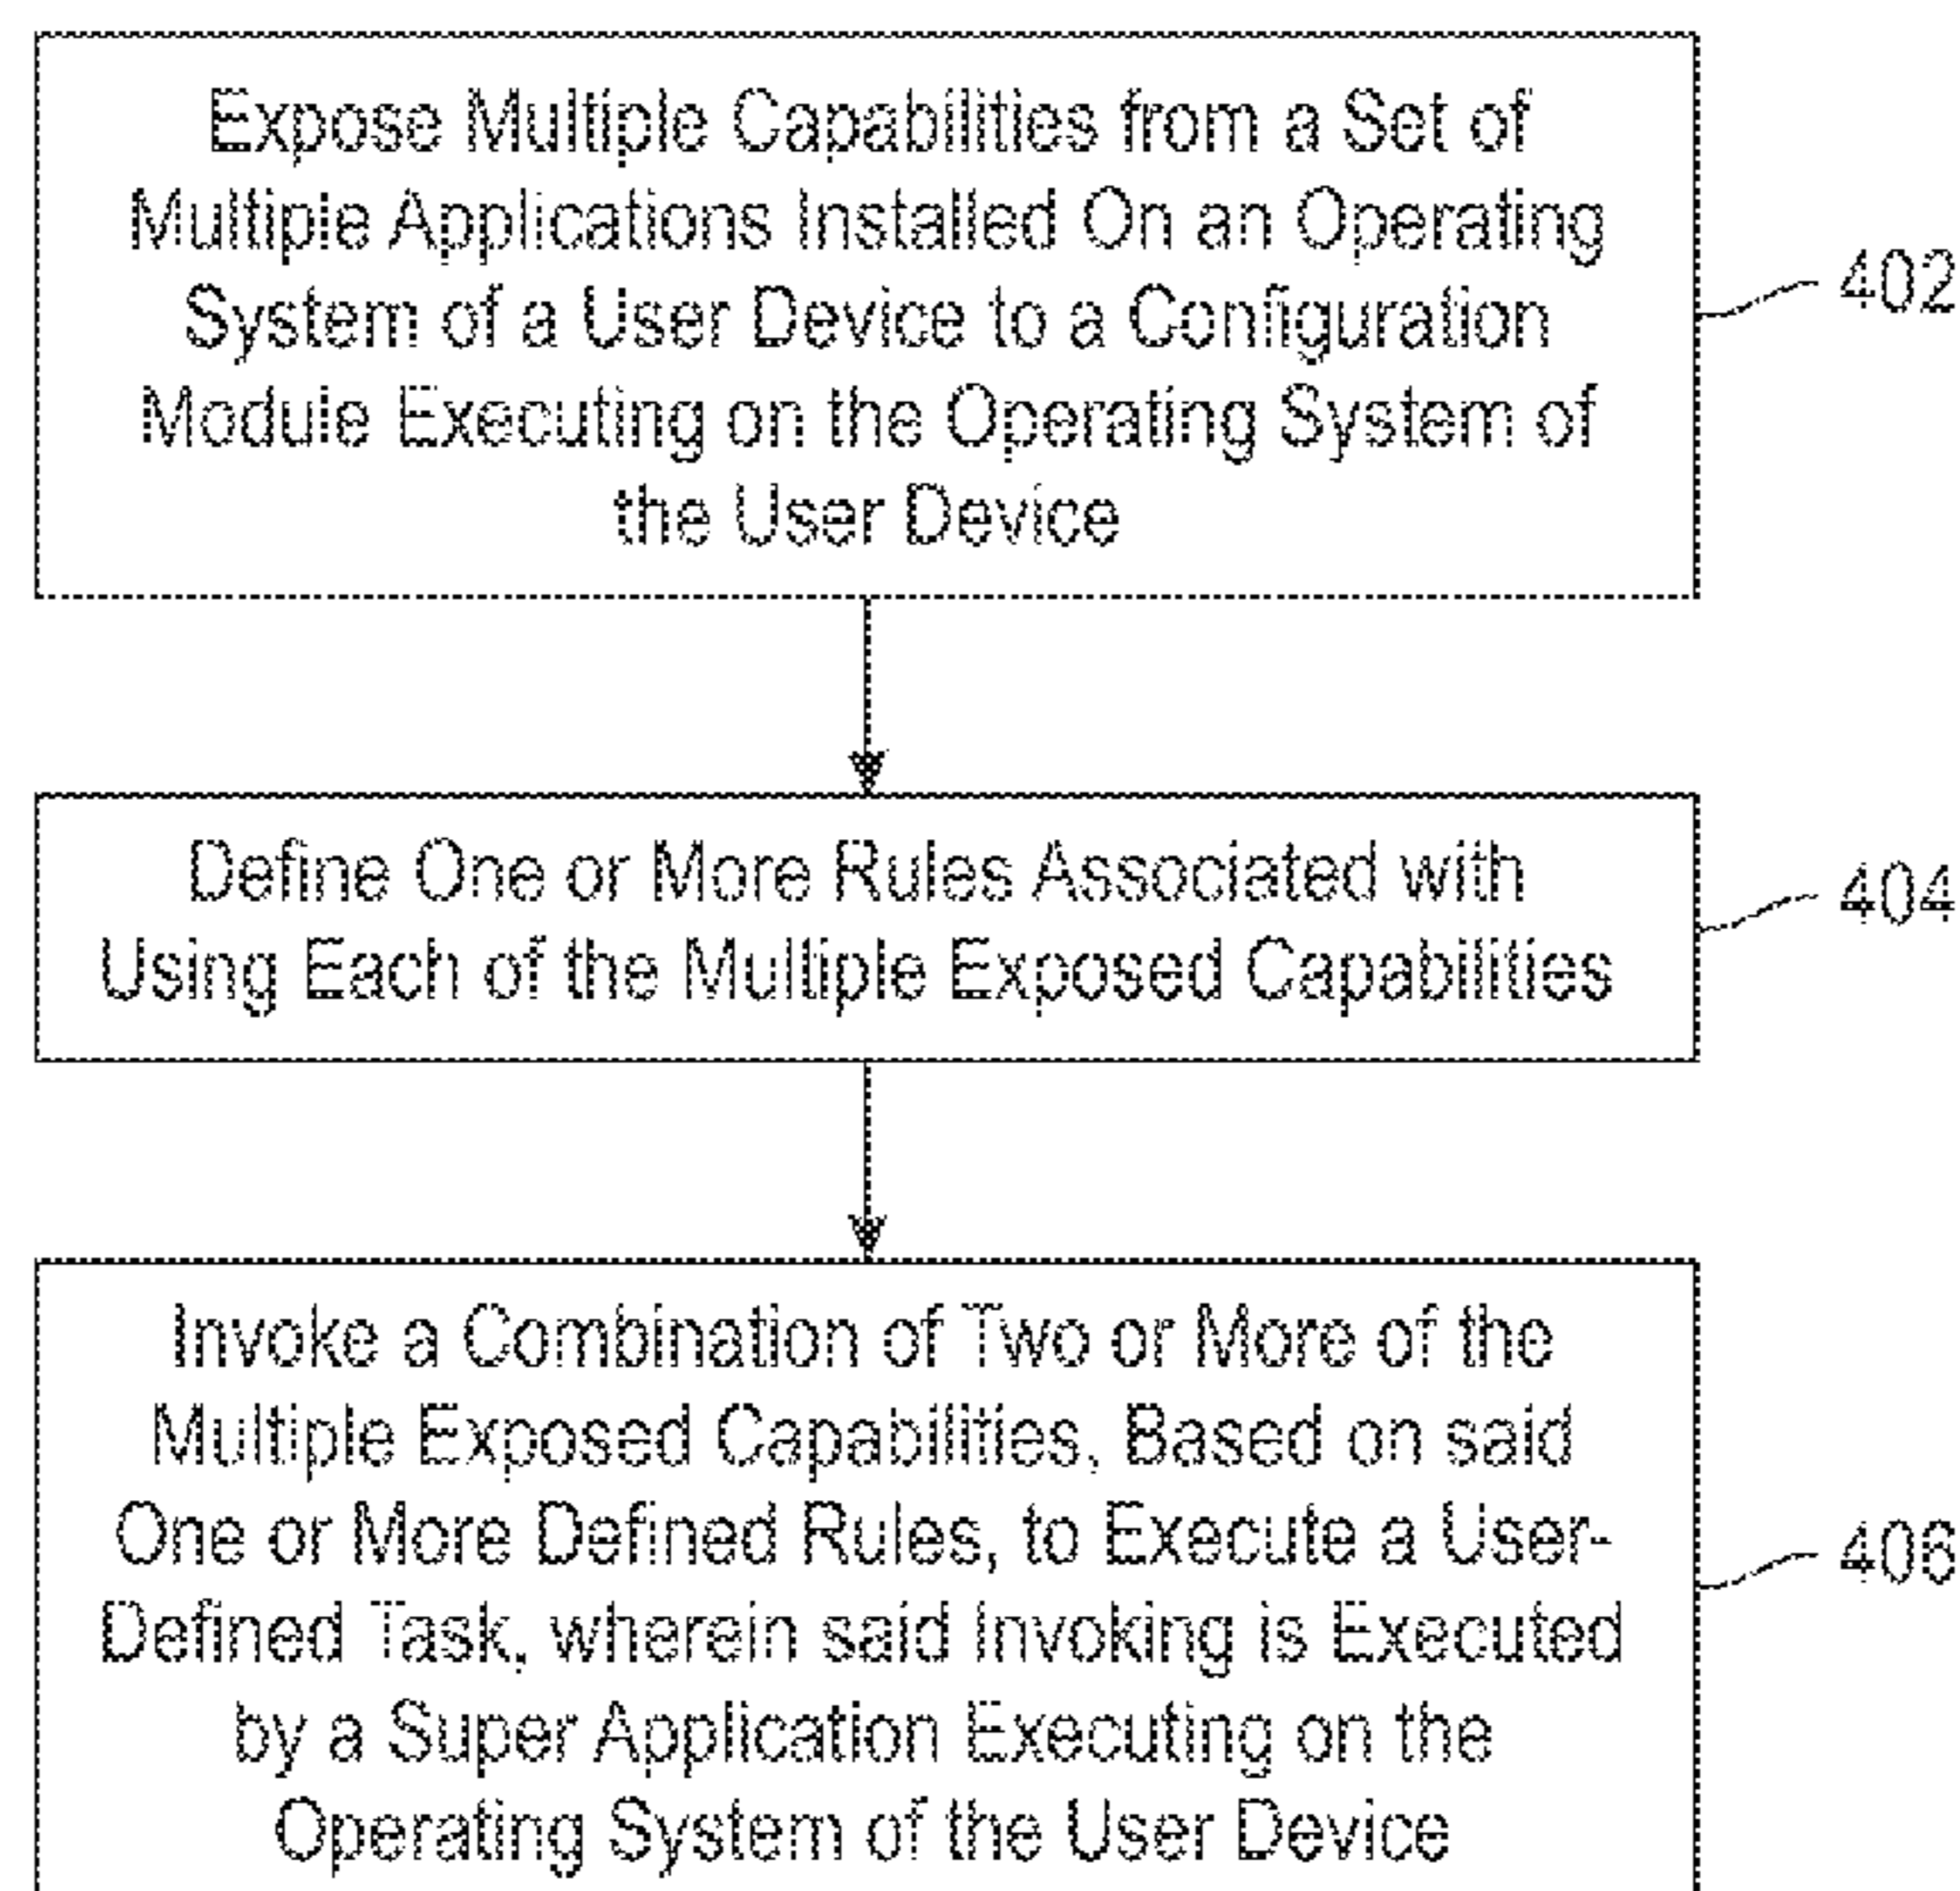 Expose Multiple Capabilities from a Set of
Multiple Applications Installed On an Operating
System of a User Device to a Configuration
Module Executing on the Operating System of
the User Device
402
Define One or More Rules Associated with
Using Each of the Multiple Exposed Capabilities
404
Invoke a Combination of Two or More of the
Multiple Exposed Capabilities, Based on said
One or More Defined Rules, to Execute a User-
Defined Task, wherein said Invoking is Executed
by a Super Application Executing on the
Operating System of the User Device
406